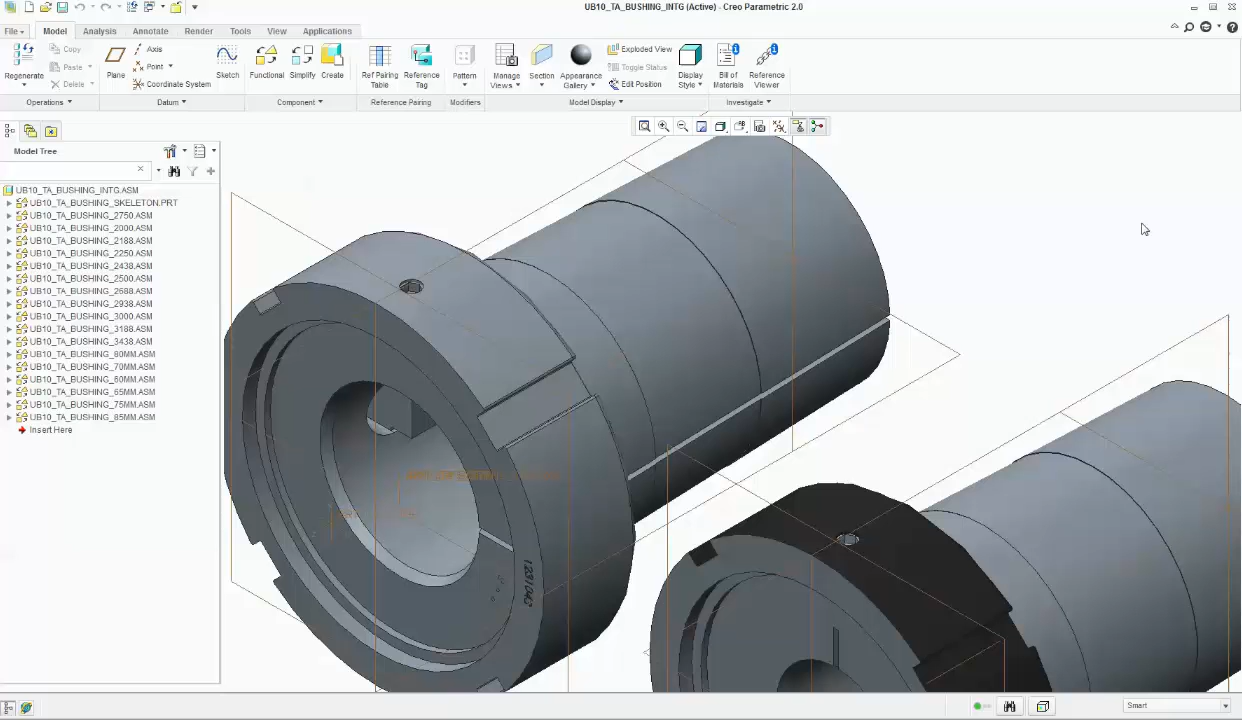 UB10_TA_BUSHING_INTG (Active) - Creo Parametric 2.0
File
Model
Analysis
Annotate
Render
Tools
View
Applications
Regenerate
Copy
Paste
Delete
Operations
Plane
Axis
Point
Coordinate System
Sketch
Datum
Functional
Simplify
Create
Component
Ref Pairing
Table
Reference
Tag
Reference Pairing
Pattern
Modifiers
Manage
Views
Section
Appearance
Gallery
Exploded View
Toggle Status
Edit Position
Display
Style
Model Display
Bill of
Materials
Reference
Viewer
Investigate
Model Tree
UB10_TA_BUSHING_INTG.ASM
UB10_TA_BUSHING_SKELETON.PRT
UB10_TA_BUSHING_2750.ASM
UB10_TA_BUSHING_2000.ASM
UB10_TA_BUSHING_2188.ASM
UB10_TA_BUSHING_2250.ASM
UB10_TA_BUSHING_2438.ASM
UB10_TA_BUSHING_2500.ASM
UB10_TA_BUSHING_2688.ASM
UB10_TA_BUSHING_2938.ASM
UB10_TA_BUSHING_3000.ASM
UB10_TA_BUSHING_3188.ASM
UB10_TA_BUSHING_3438.ASM
UB10_TA_BUSHING_80MM.ASM
UB10_TA_BUSHING_70MM.ASM
UB10_TA_BUSHING_60MM.ASM
UB10_TA_BUSHING_65MM.ASM
UB10_TA_BUSHING_75MM.ASM
UB10_TA_BUSHING_85MM.ASM
Insert Here
Smart